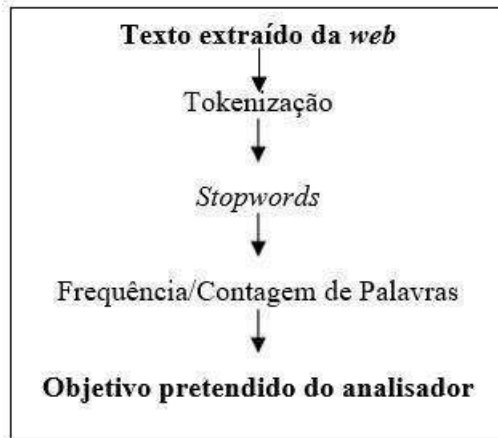 Texto extraído da web
Tokenização
Stopwords
Frequência/Contagem de Palavras
Objetivo pretendido do analisador